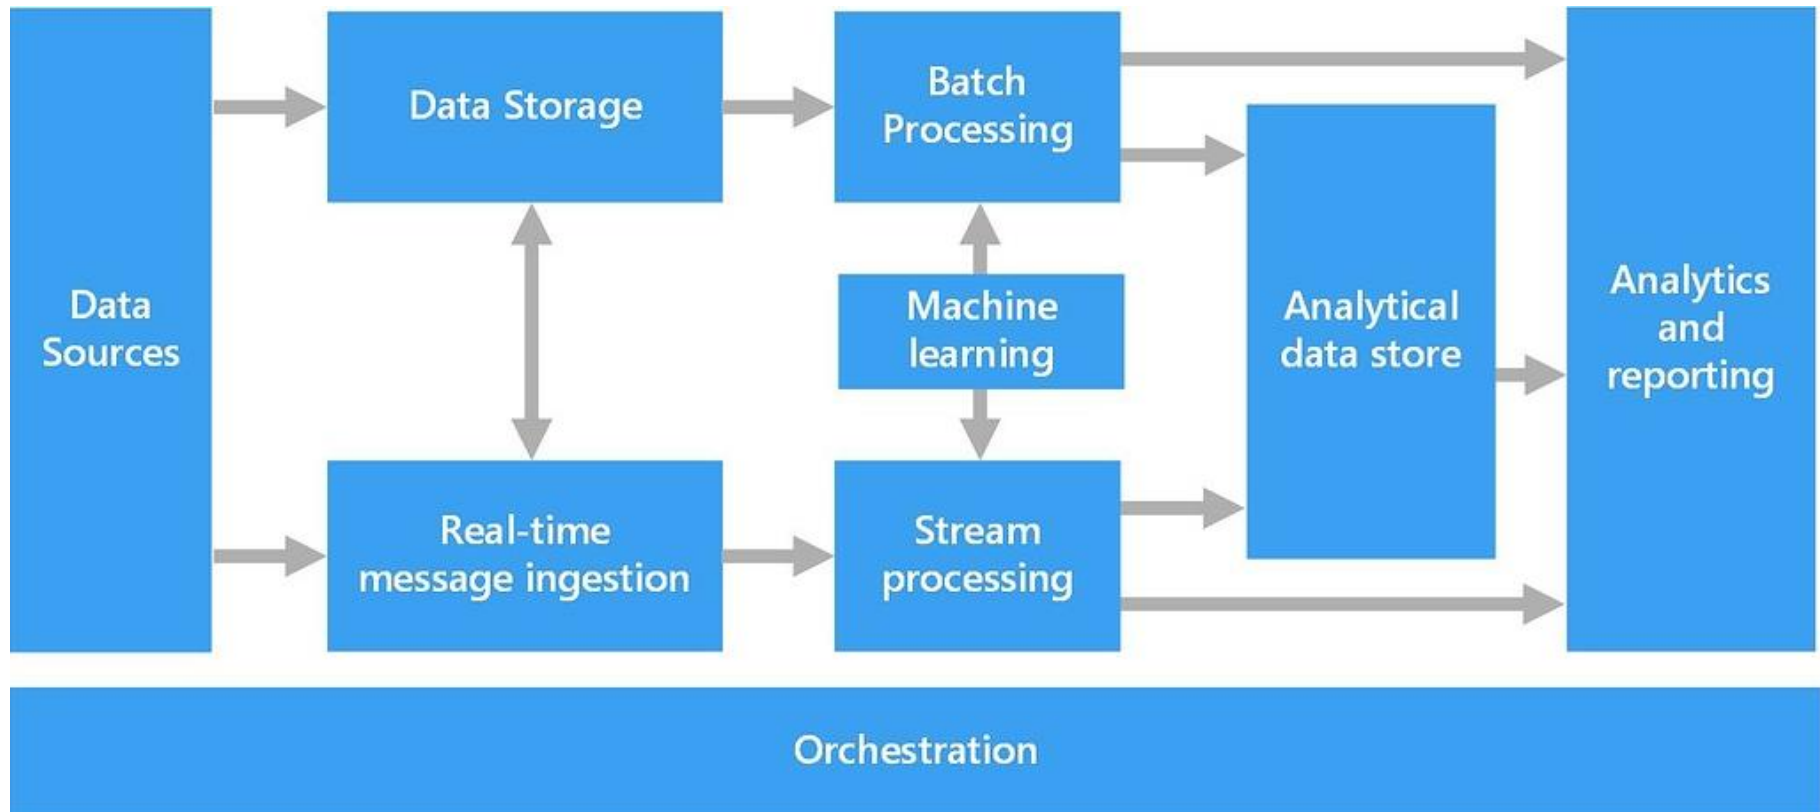 Data
Sources
Data Storage
Real-time
message ingestion
Batch
Processing
Machine
learning
Stream
processing
Analytical
data store
Analytics
and
reporting
Orchestration